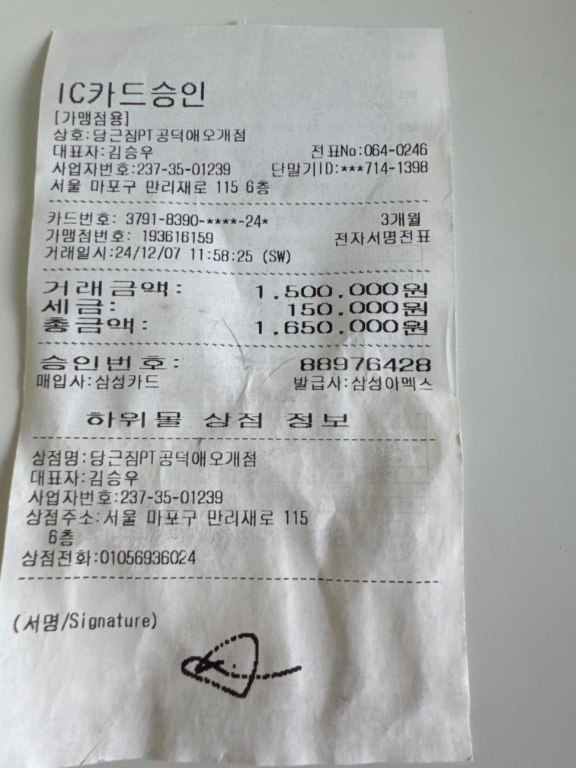 IC카드승인
[가맹점용]
상호:당근짐PT공덕애오개점
대표자:김승우 전표No:064-0246
사업자번호:237-35-01239 단말기ID:***714-1398
서울 마포구 만리재로 115 6층
카드번호: 3791-8390-****-24* 3개월
가맹점번호: 193616159 전자서명전표
거래일시:24/12/07 11:58:25 (SW)
거래금액: 1,500,000원
세금: 150,000원
총금액: 1,650,000원
승인번호: 88976428
매입사:삼성카드 발급사:삼성아멕스
하위몰 상점 정보
상점명:당근짐PT공덕애오개점
대표자:김승우
사업자번호:237-35-01239
상점주소:서울 마포구 만리재로 115
6층
상점전화:01056936024
(서명/Signature)